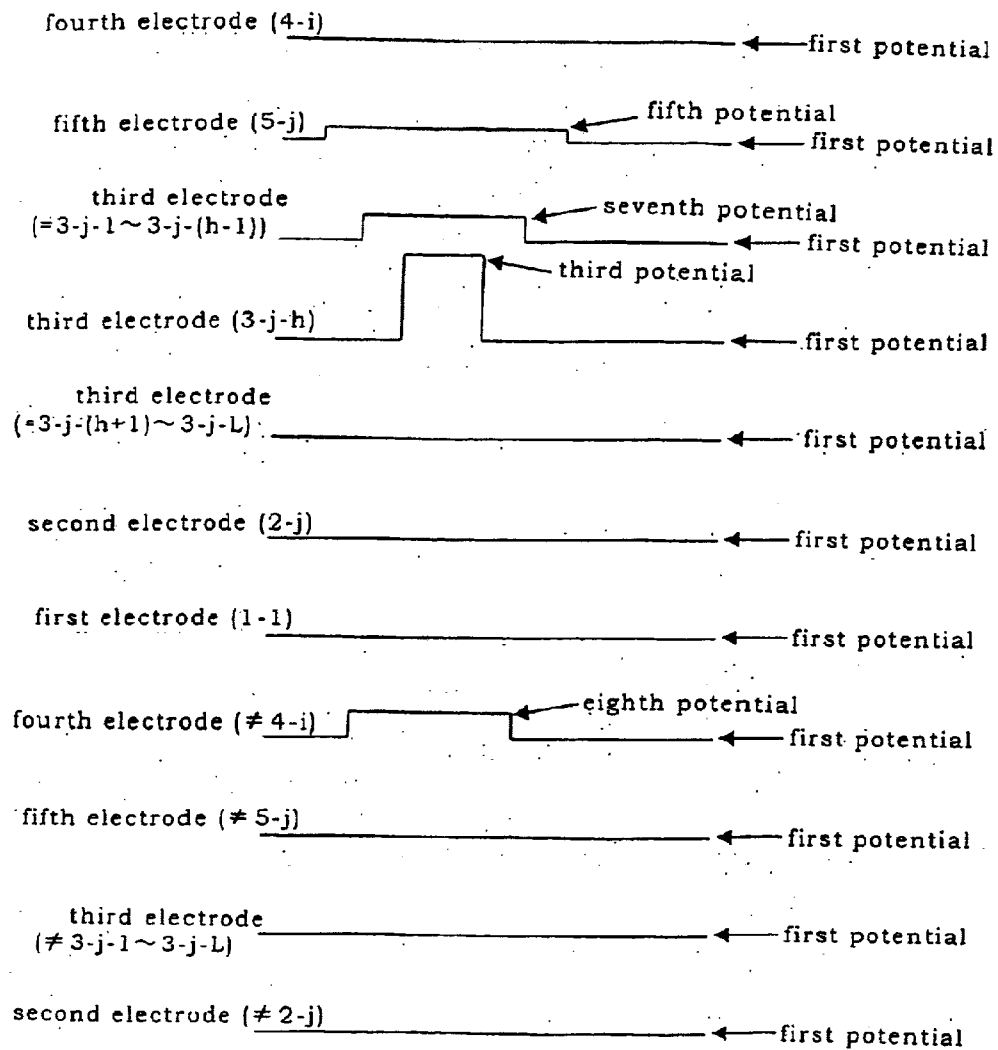 fourth electrode (4-i)
first potential
fifth electrode (5-j)
fifth potential
first potential
third electrode
(=3-j-1~3-j-(h-1))
seventh potential
first potential
third potential
third electrode (3-j-h)
first potential
third electrode
(=3-j-(h+1)~3-j-L)
first potential
second electrode (2-j)
first potential
first electrode (1-1)
first potential
fourth electrode (≠4-i)
eighth potential
first potential
fifth electrode (≠5-j)
first potential
third electrode
(≠3-j-1~3-j-L)
first potential
second electrode (≠2-j)
first potential